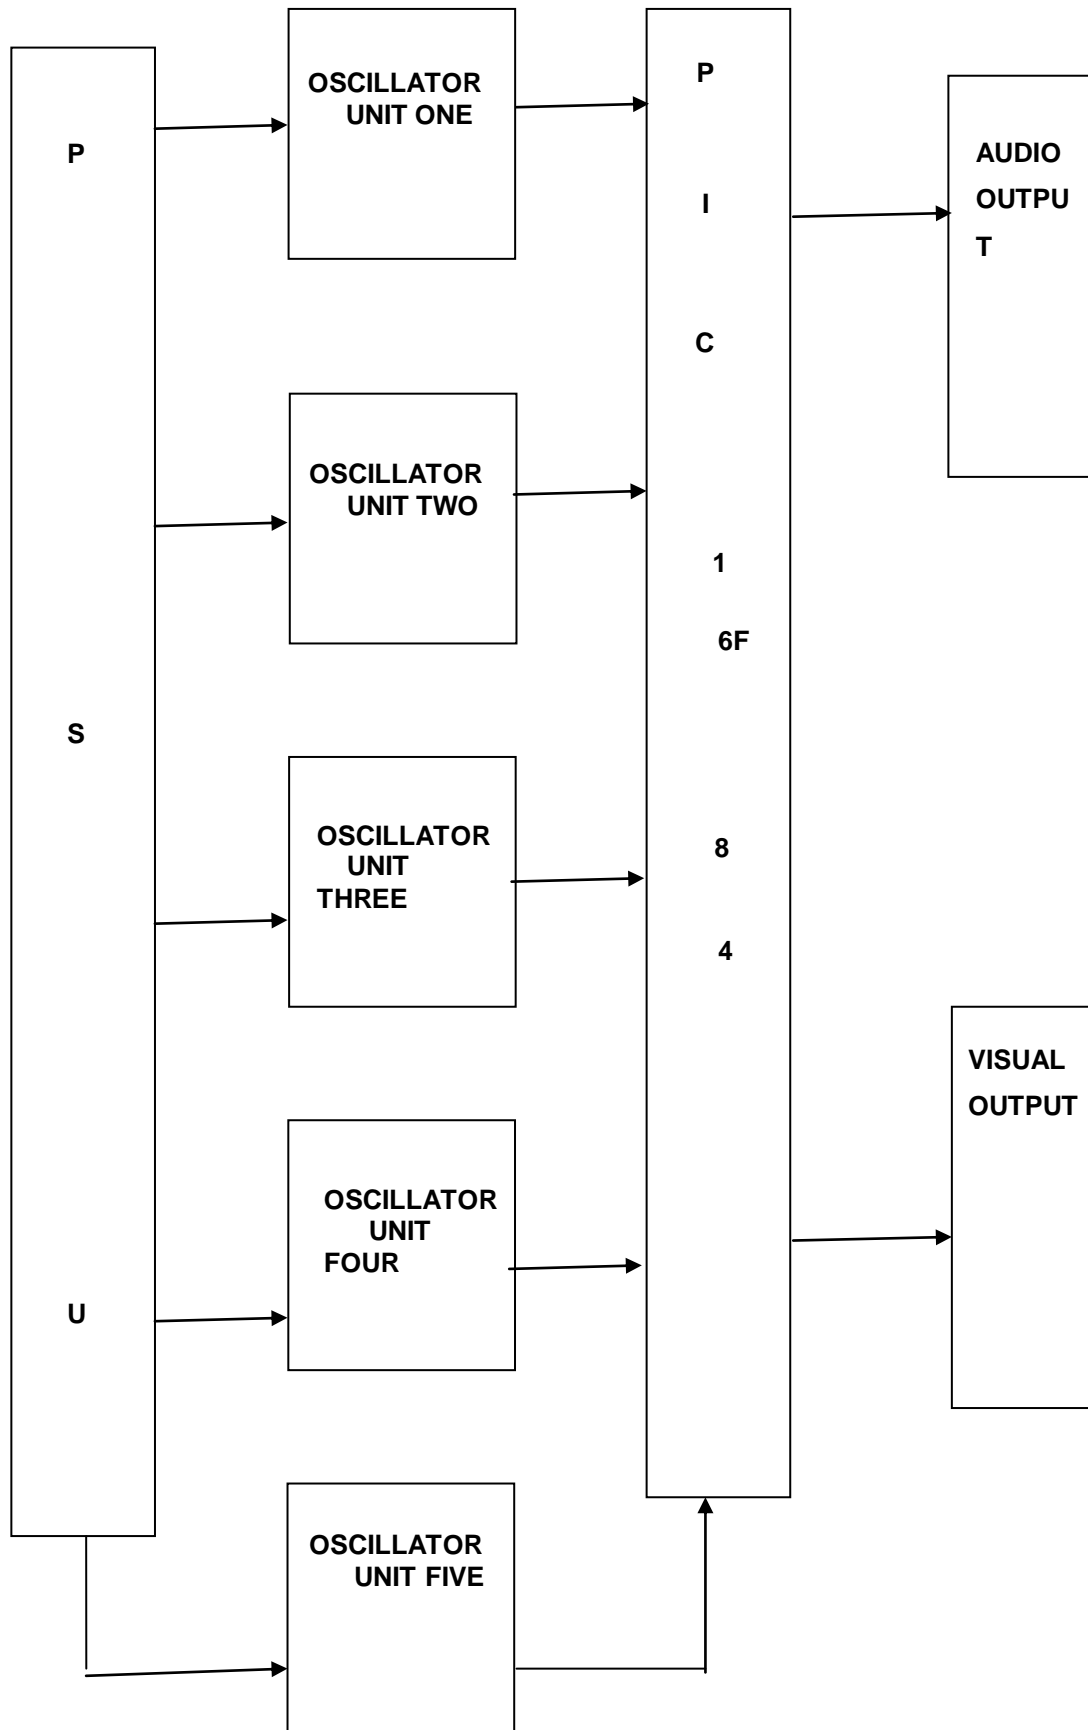 P
S
U
OSCILLATOR
UNIT ONE
OSCILLATOR
UNIT TWO
OSCILLATOR
UNIT
THREE
OSCILLATOR
UNIT
FOUR
OSCILLATOR
UNIT FIVE
P
I
C
1
6F
8
4
AUDIO
OUTPU
T
VISUAL
OUTPUT